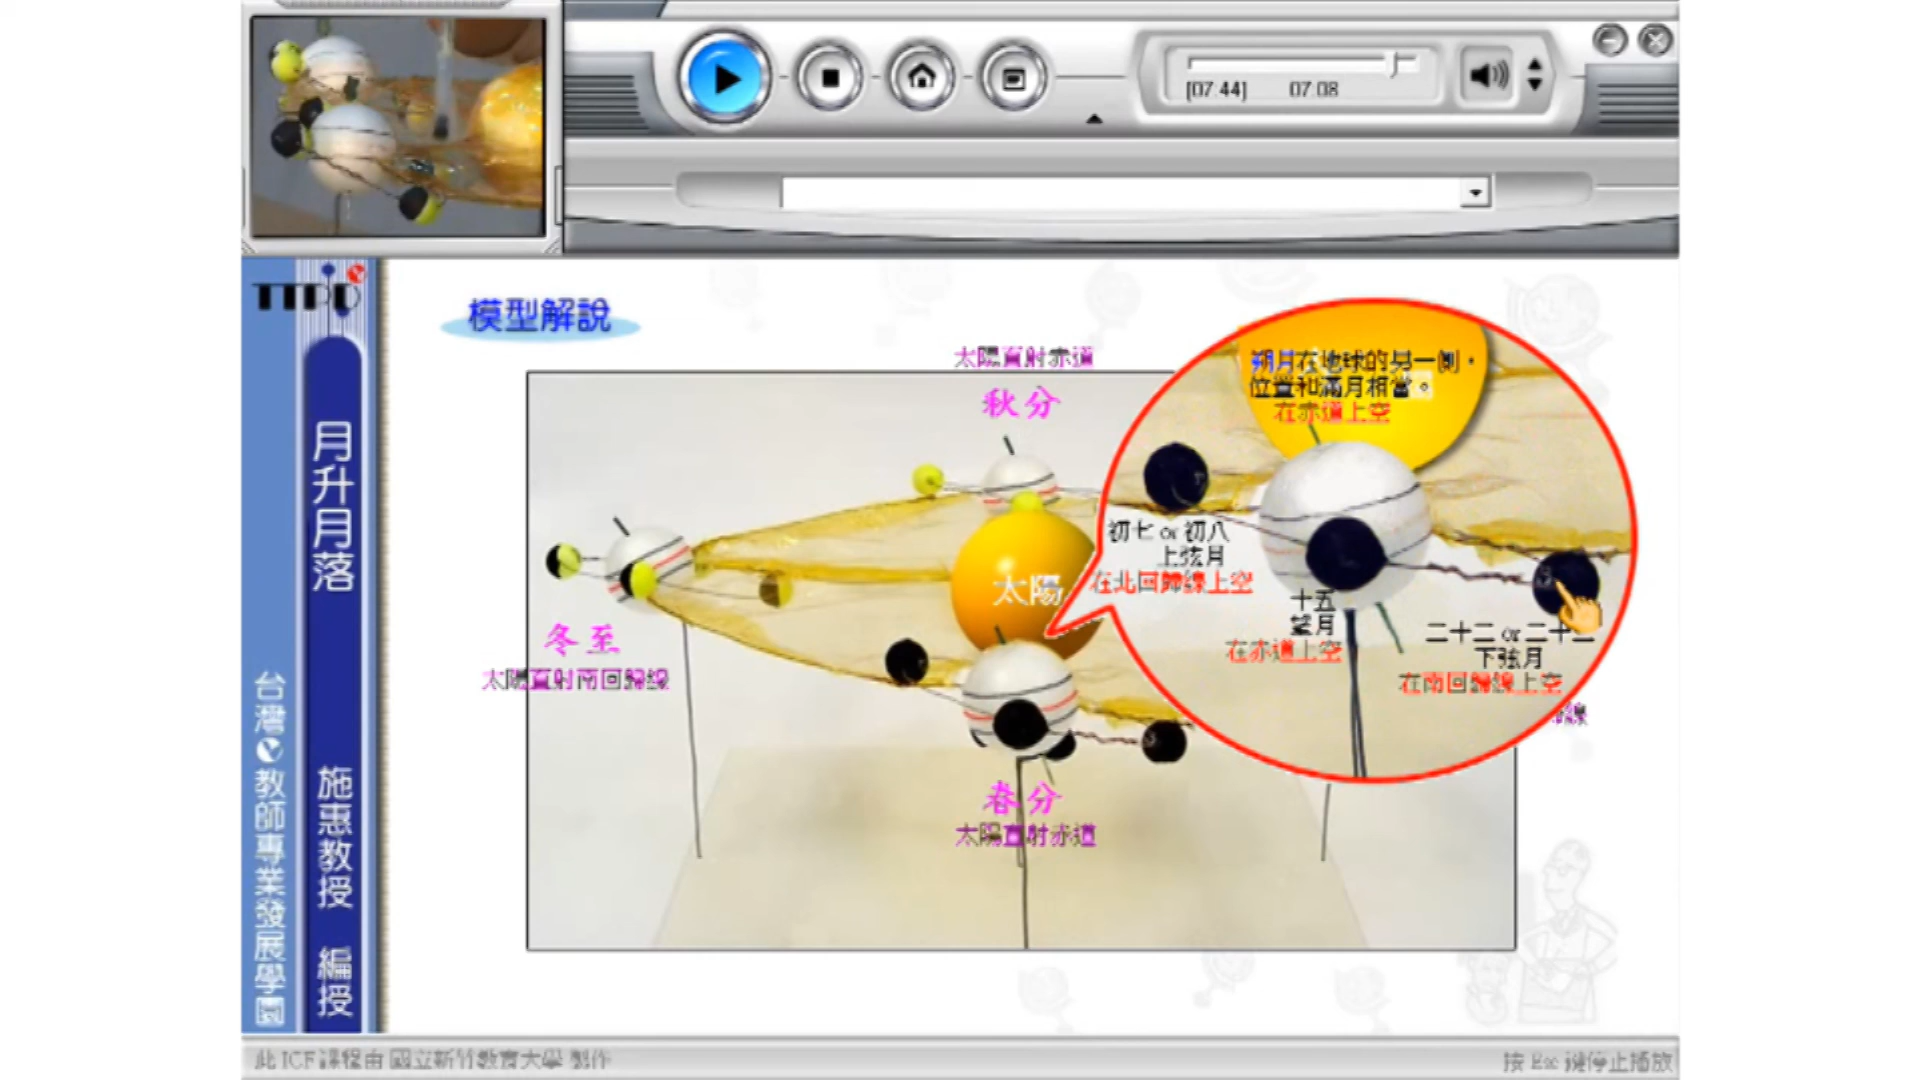 [07:44]
07:08
TTPD
月升月落
施惠教授 編授
台灣教師專業發展學園
模型解說
太陽直射赤道
秋分
朔月在地球的另一側，
位置和滿月相當。
在赤道上空
初七 or 初八
上弦月
在北回歸線上空
十五
望月
在赤道上空
二十二 or 二十三
下弦月
在南回歸線上空
線
太陽
冬至
太陽直射南回歸線
春分
太陽直射赤道
此 ICF 課程由 國立新竹教育大學 製作
按 Esc 鍵停止播放